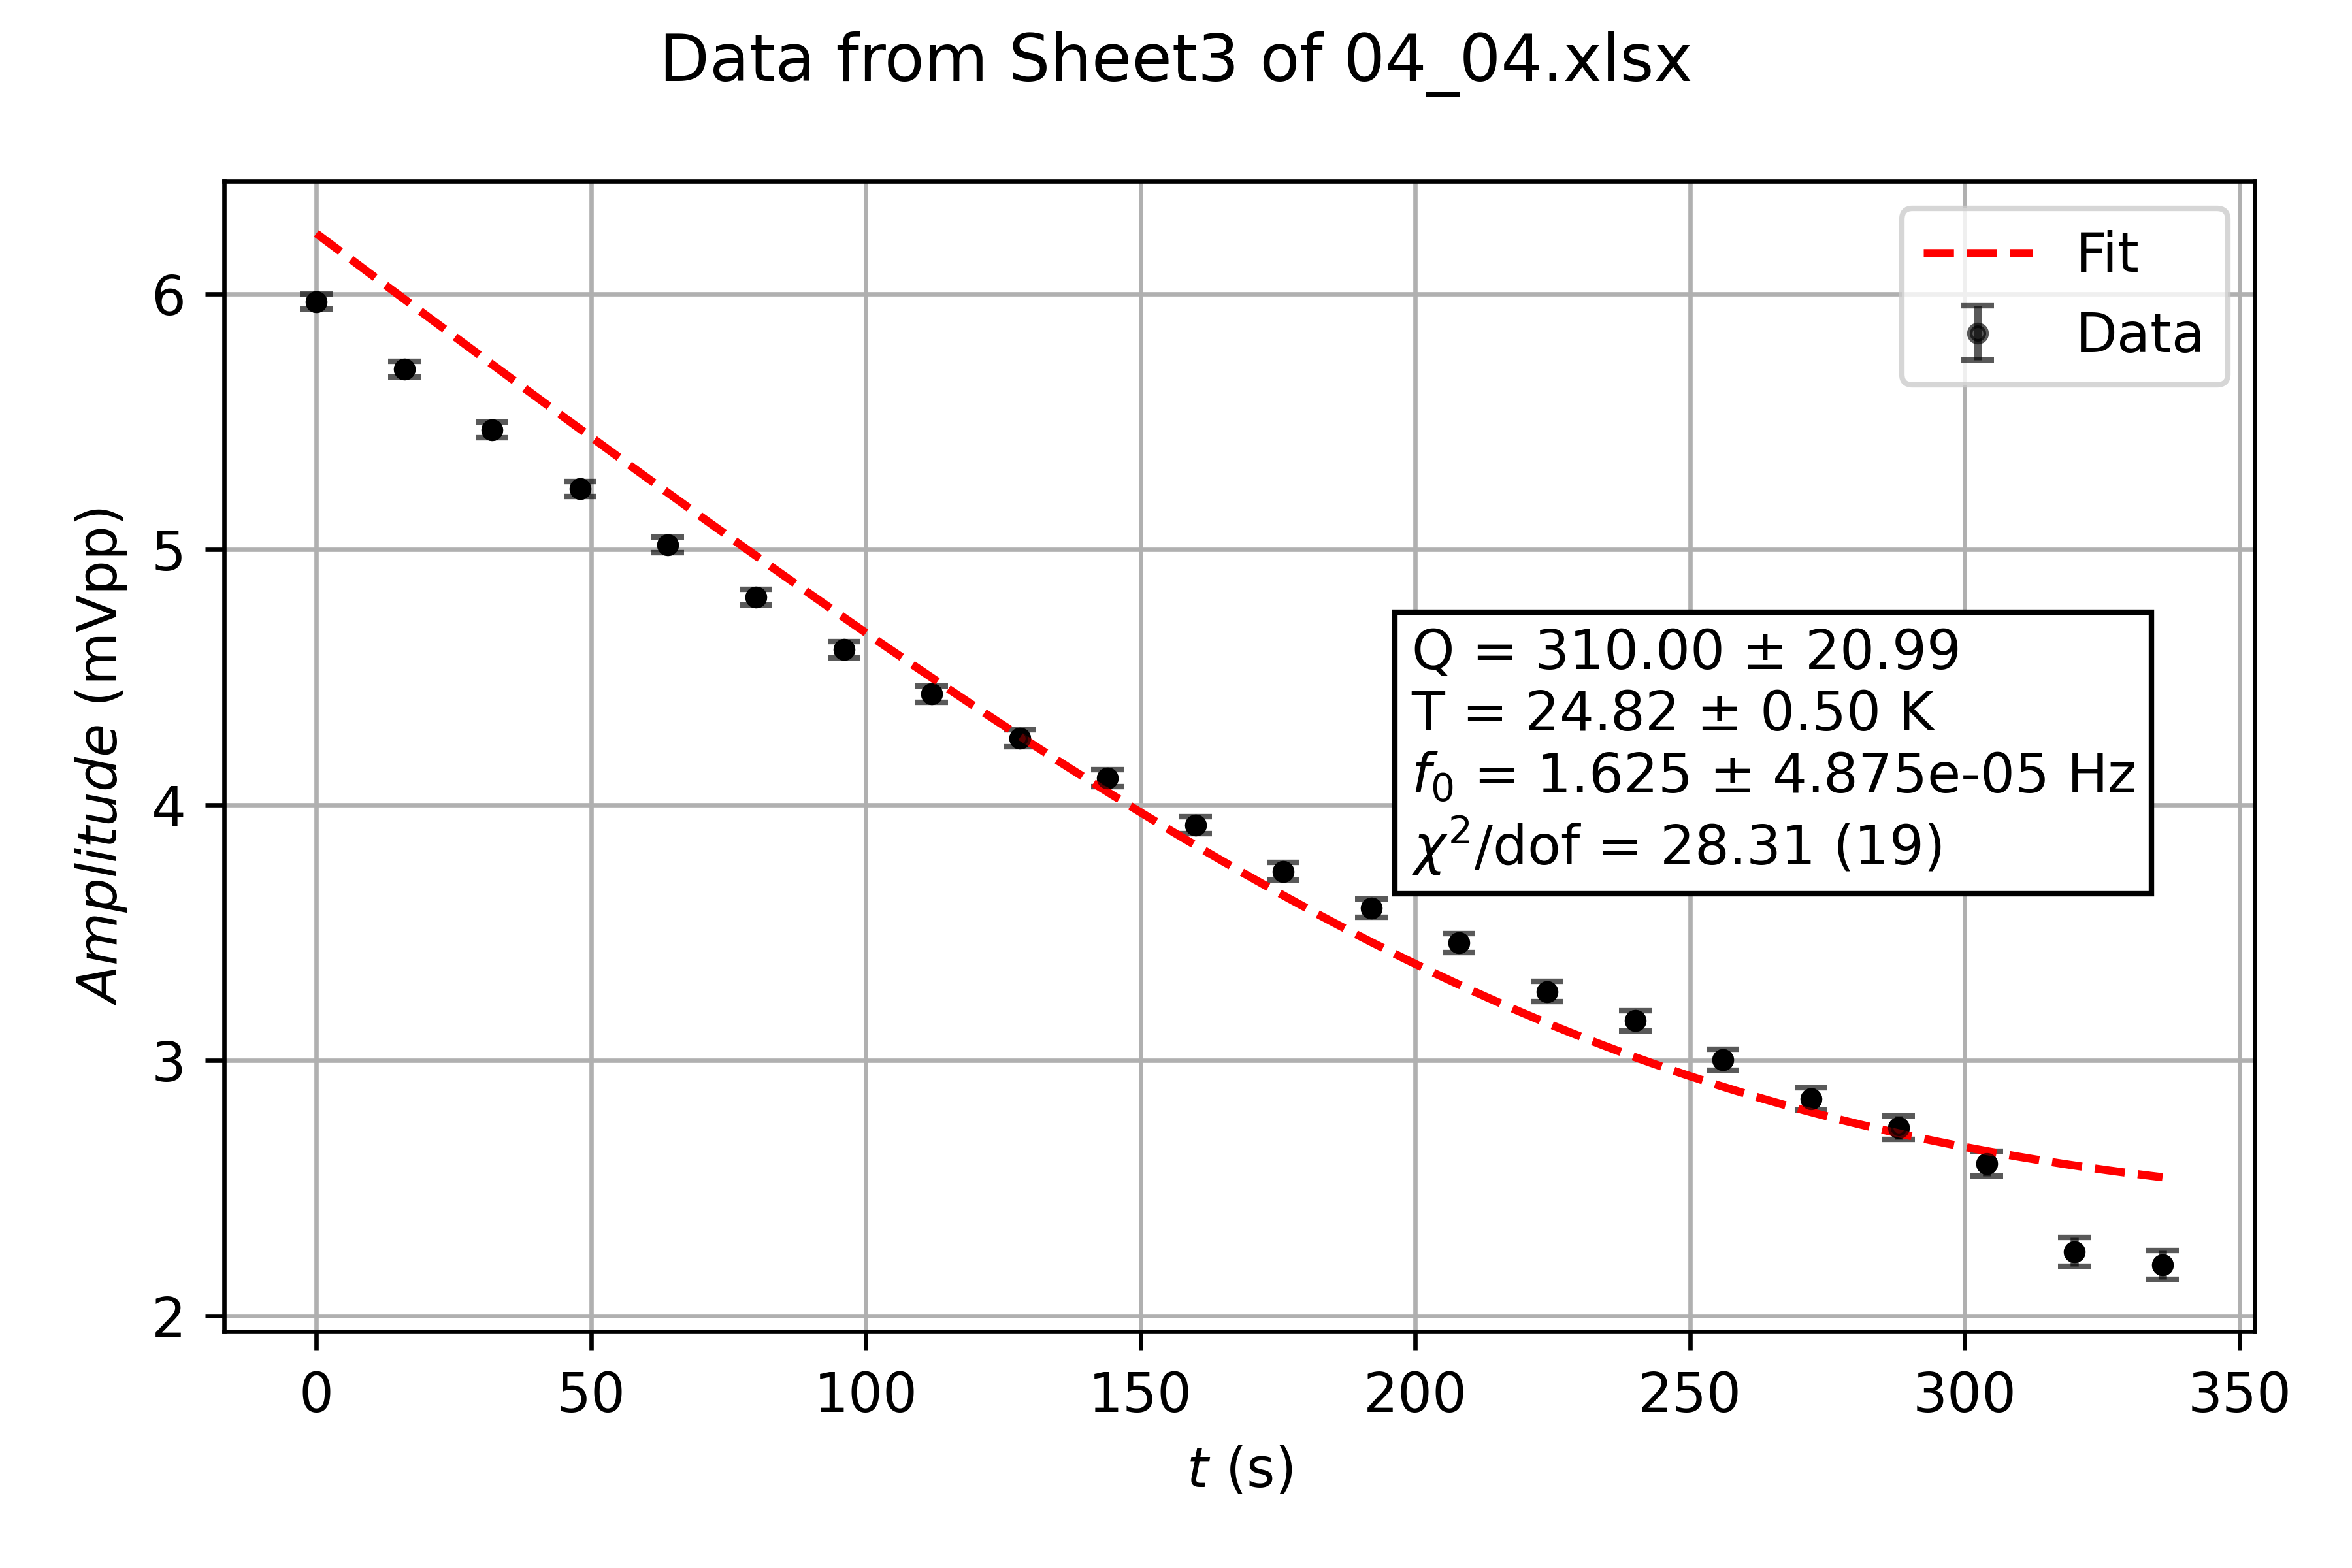 Data from Sheet3 of 04_04.xlsx
Fit
Data
Q = 310.00 ± 20.99
T = 24.82 ± 0.50 K
f₀ = 1.625 ± 4.875e-05 Hz
χ²/dof = 28.31 (19)
Amplitude (mVpp)
6
5
4
3
2
0 50 100 150 200 250 300 350
t (s)